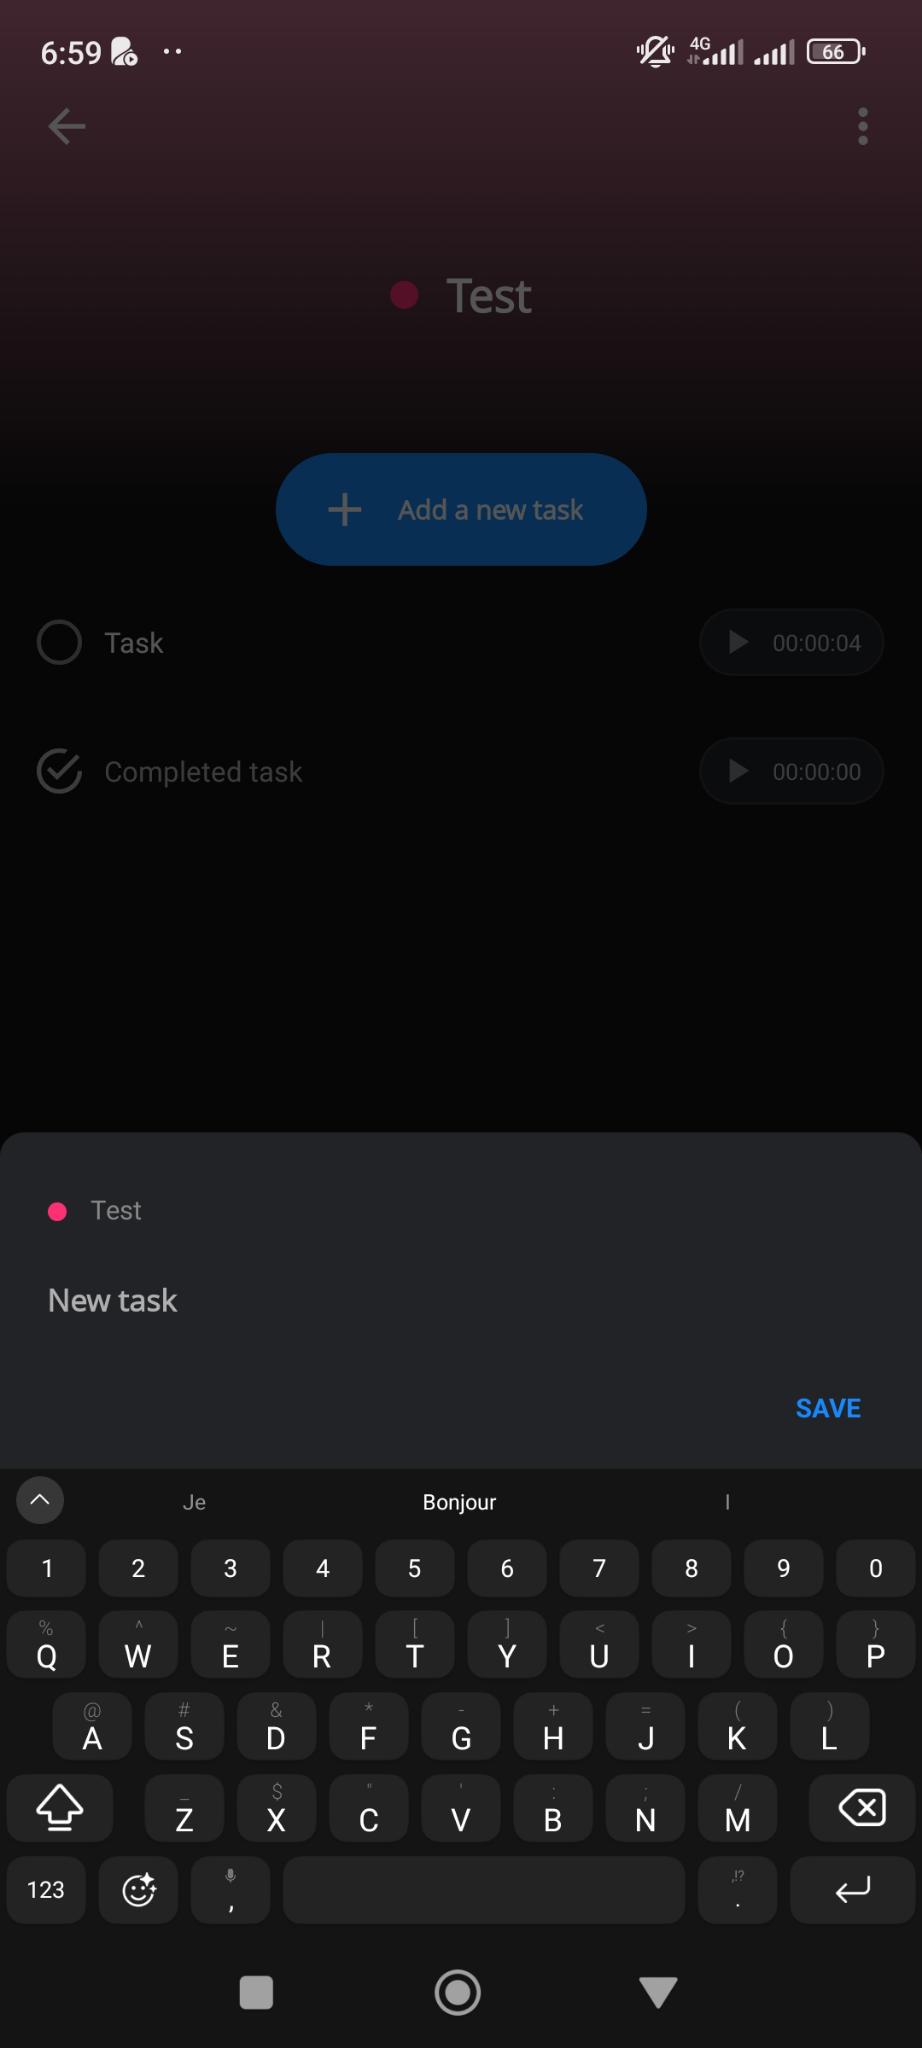 6:59
4G
66
Test
Add a new task
Task
00:00:04
Completed task
00:00:00
Test
New task
SAVE
Je Bonjour I
1 2 3 4 5 6 7 8 9 0
% ^ ~ | [ ] < > { }
Q W E R T Y U I O P
@ # & * - + = ( )
A S D F G H J K L
_ $ " ' : ; /
Z X C V B N M
,!?
123 , .